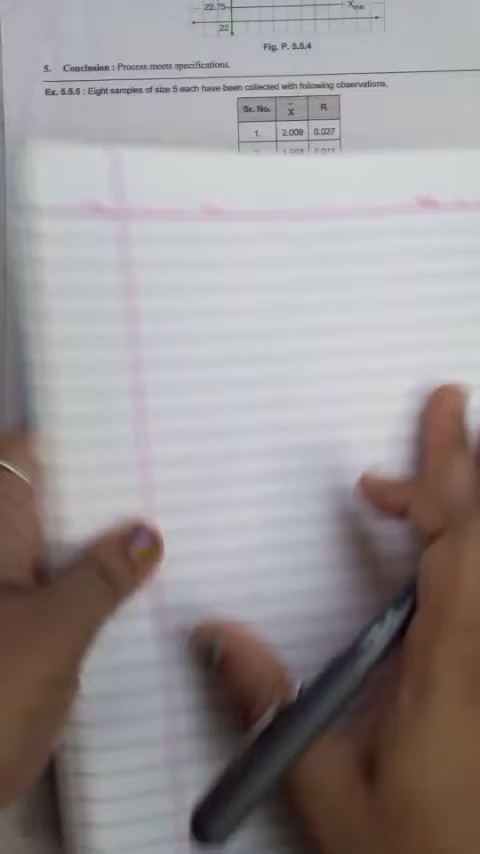 22.75
Xmin
22
Fig. P. 5.5.4
5. Conclusion : Process meets specifications.
Ex. 5.5.5 : Eight samples of size 5 each have been collected with following observations.
Sr. No. X̄ R
1. 2.008 0.027